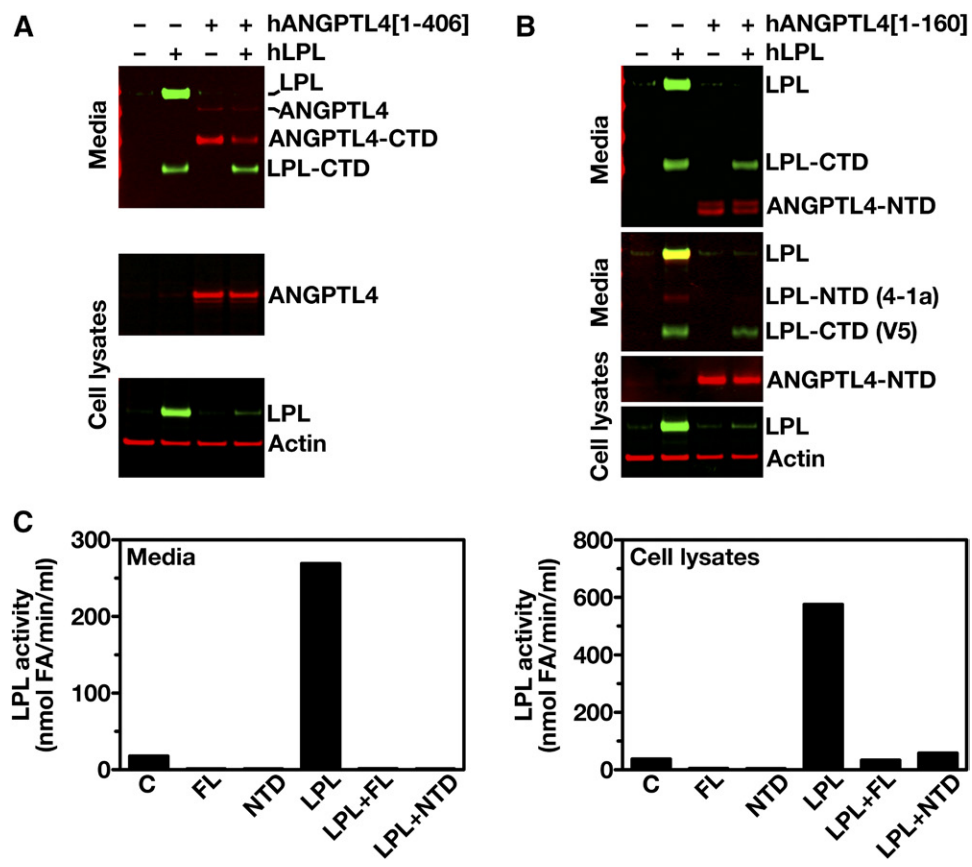 A
– – + + hANGPTL4[1-406]
– + – + hLPL
Media
LPL
ANGPTL4
ANGPTL4-CTD
LPL-CTD
Cell lysates
ANGPTL4
LPL
Actin
B
– – + + hANGPTL4[1-160]
– + – + hLPL
Media
LPL
LPL-CTD
ANGPTL4-NTD
Media
LPL
LPL-NTD (4-1a)
LPL-CTD (V5)
Cell lysates
ANGPTL4-NTD
LPL
Actin
C
LPL activity
(nmol FA/min/ml)
300
200
100
0
Media
C FL NTD LPL LPL+FL LPL+NTD
LPL activity
(nmol FA/min/ml)
800
600
400
200
0
Cell lysates
C FL NTD LPL LPL+FL LPL+NTD